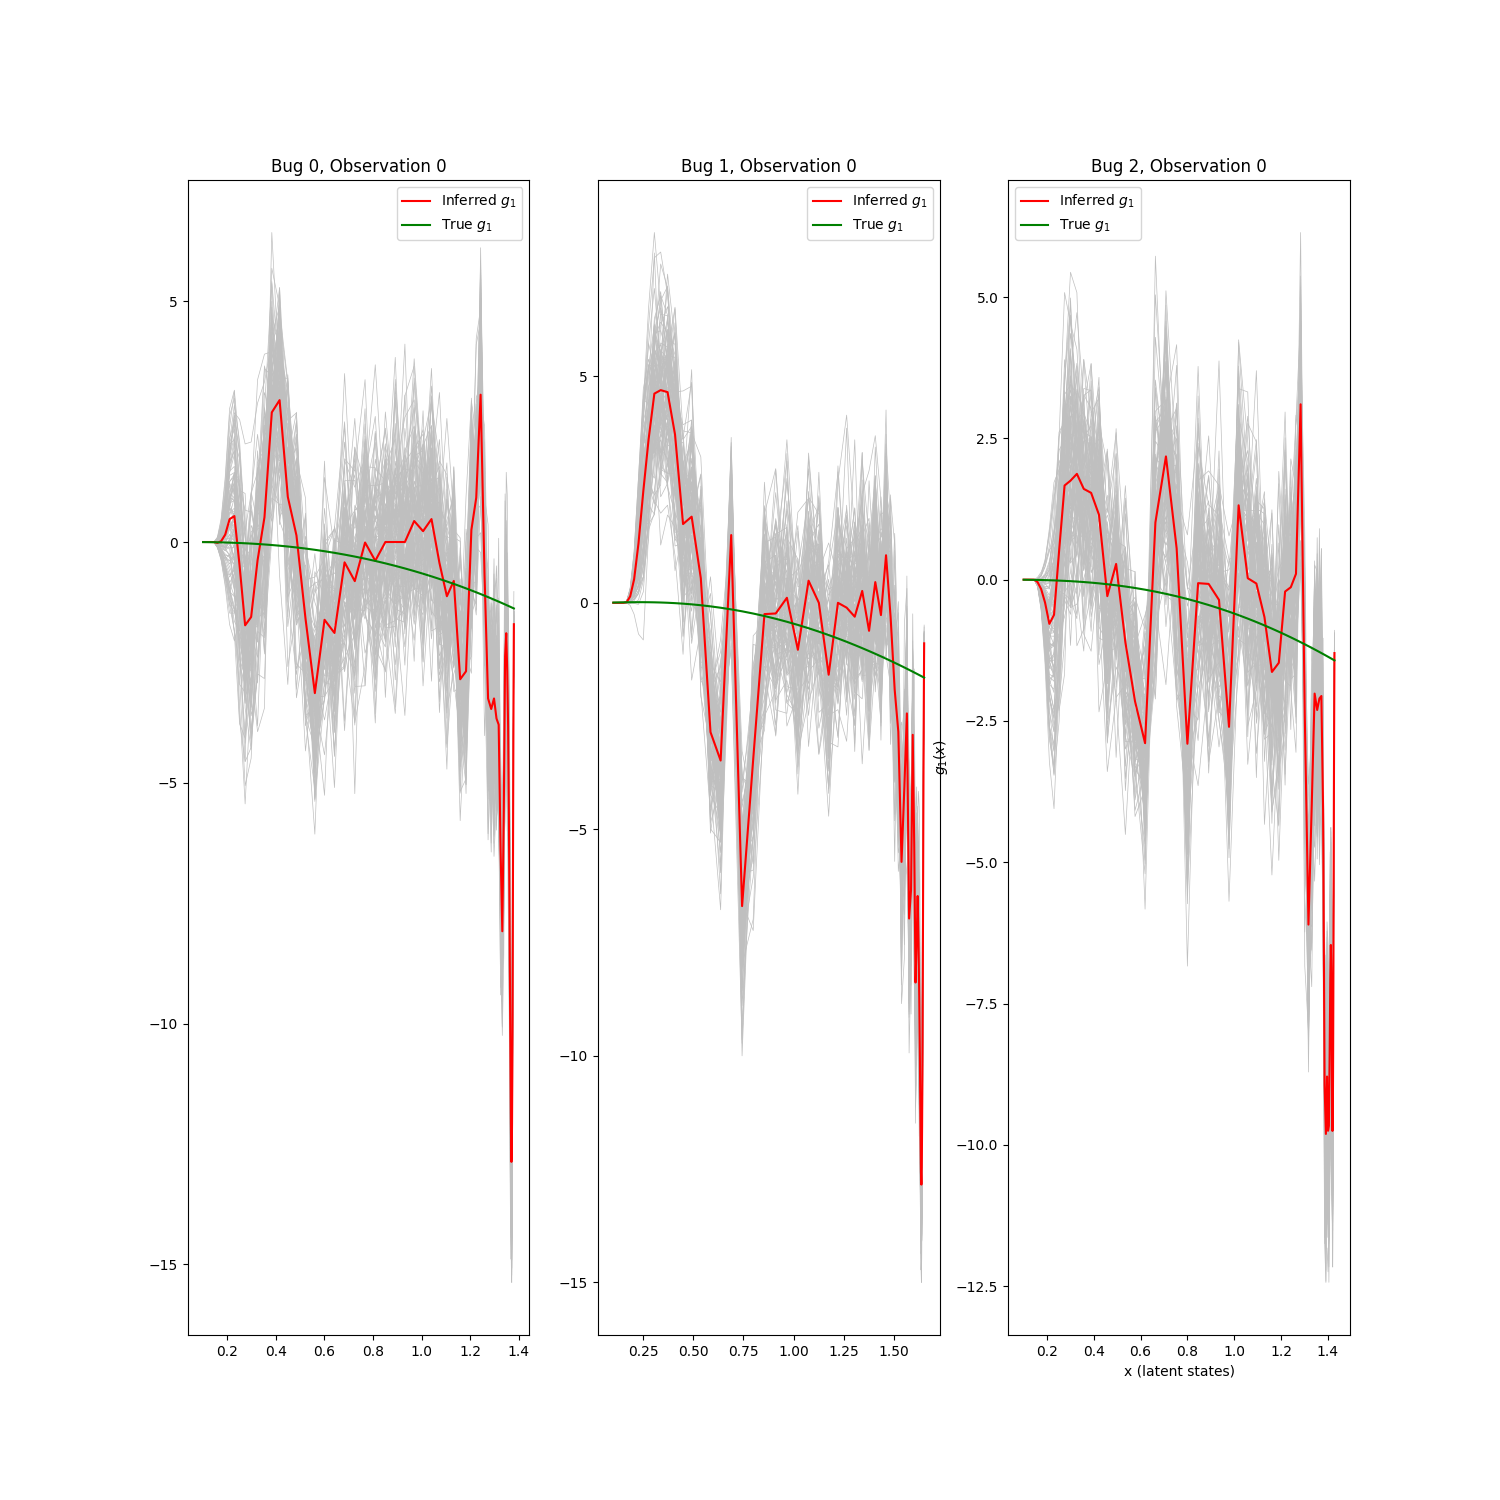 Bug 0, Observation 0
Inferred g₁
True g₁
5
0
−5
−10
−15
0.2 0.4 0.6 0.8 1.0 1.2 1.4
Bug 1, Observation 0
Inferred g₁
True g₁
5
0
−5
−10
−15
0.25 0.50 0.75 1.00 1.25 1.50
Bug 2, Observation 0
Inferred g₁
True g₁
g₁(x)
5.0
2.5
0.0
−2.5
−5.0
−7.5
−10.0
−12.5
0.2 0.4 0.6 0.8 1.0 1.2 1.4
x (latent states)